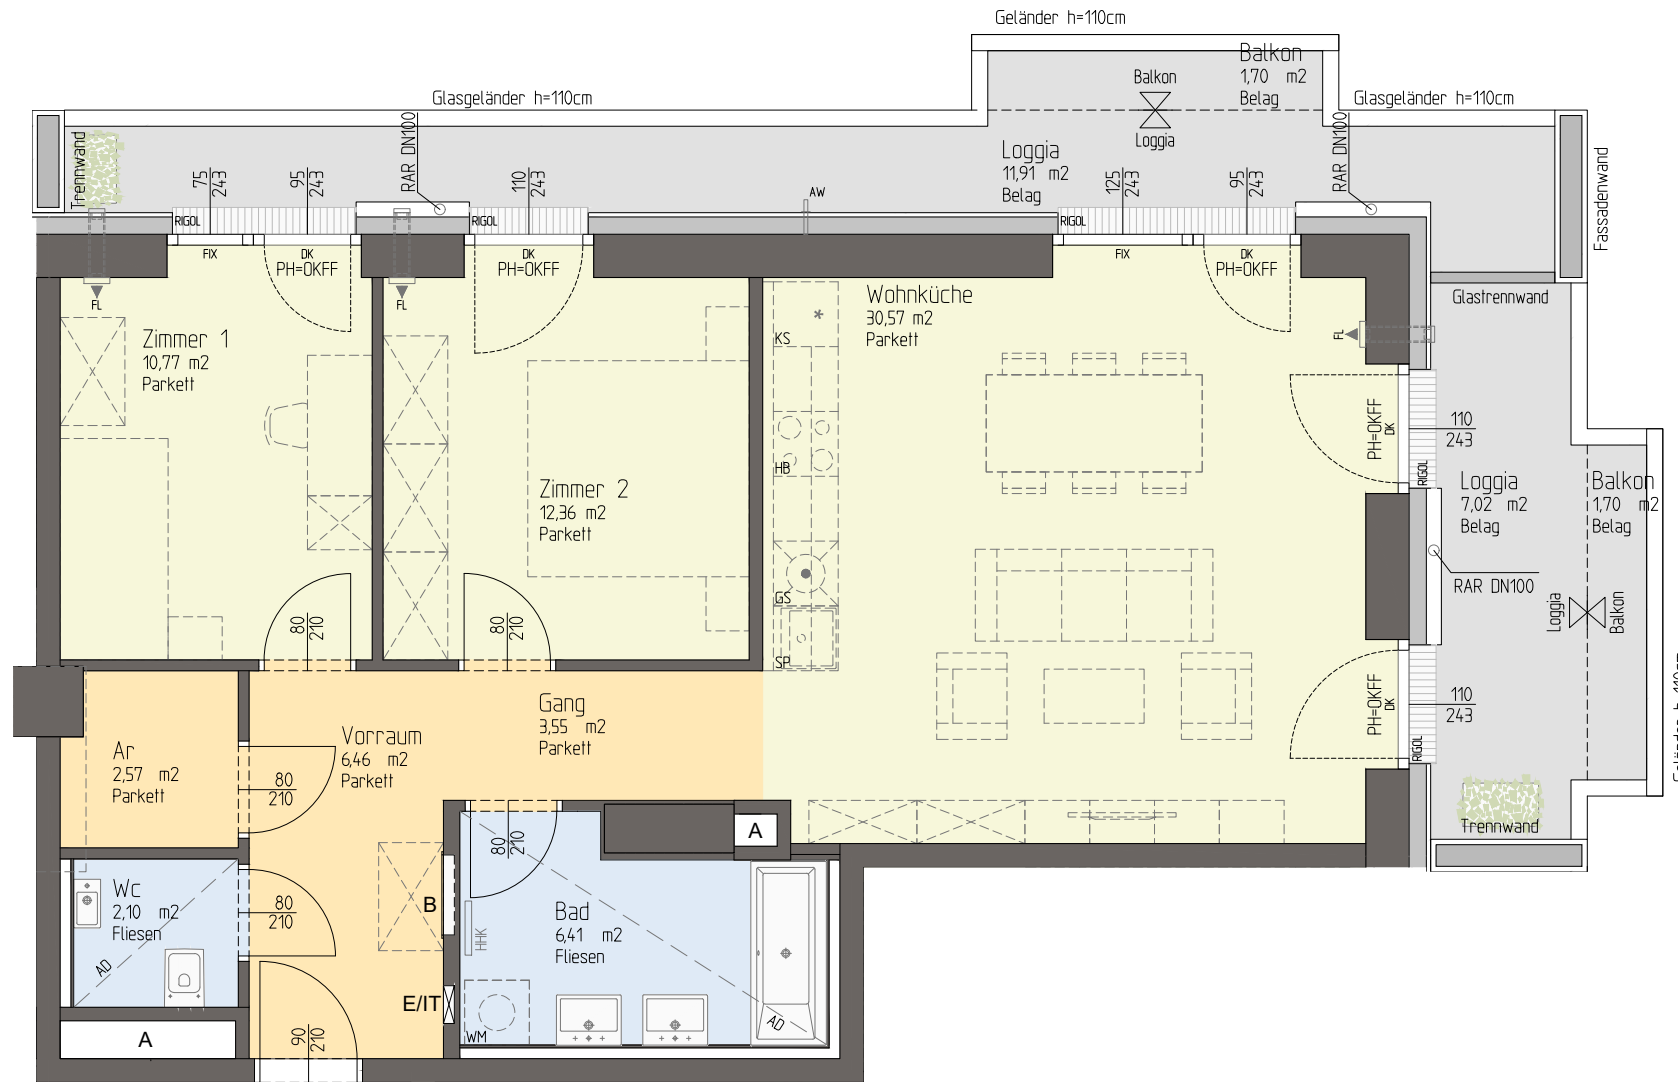 Geländer h=110cm
Balkon
1,70 m2
Belag
Balkon
Loggia
Glasgeländer h=110cm
Glasgeländer h=110cm
Trennwand
75
243
95
243
RAR DN100
110
243
AW
Loggia
11,91 m2
Belag
125
243
95
243
RAR DN100
Fassadenwand
RIGOL
RIGOL
RIGOL
FIX
DK
PH=OKFF
DK
PH=OKFF
FIX
DK
PH=OKFF
FL
FL
FL
Glastrennwand
Zimmer 1
10,77 m2
Parkett
Zimmer 2
12,36 m2
Parkett
Wohnküche
30,57 m2
Parkett
*
KS
HB
GS
SP
PH=OKFF
DK
110
243
RIGOL
Loggia
7,02 m2
Belag
Balkon
1,70 m2
Belag
RAR DN100
Loggia
Balkon
PH=OKFF
DK
110
243
RIGOL
Trennwand
80
210
80
210
Gang
3,55 m2
Parkett
Vorraum
6,46 m2
Parkett
Ar
2,57 m2
Parkett
80
210
80
210
A
Wc
2,10 m2
Fliesen
AD
80
210
B
HHK
Bad
6,41 m2
Fliesen
E/IT
WM
AD
A
90
210